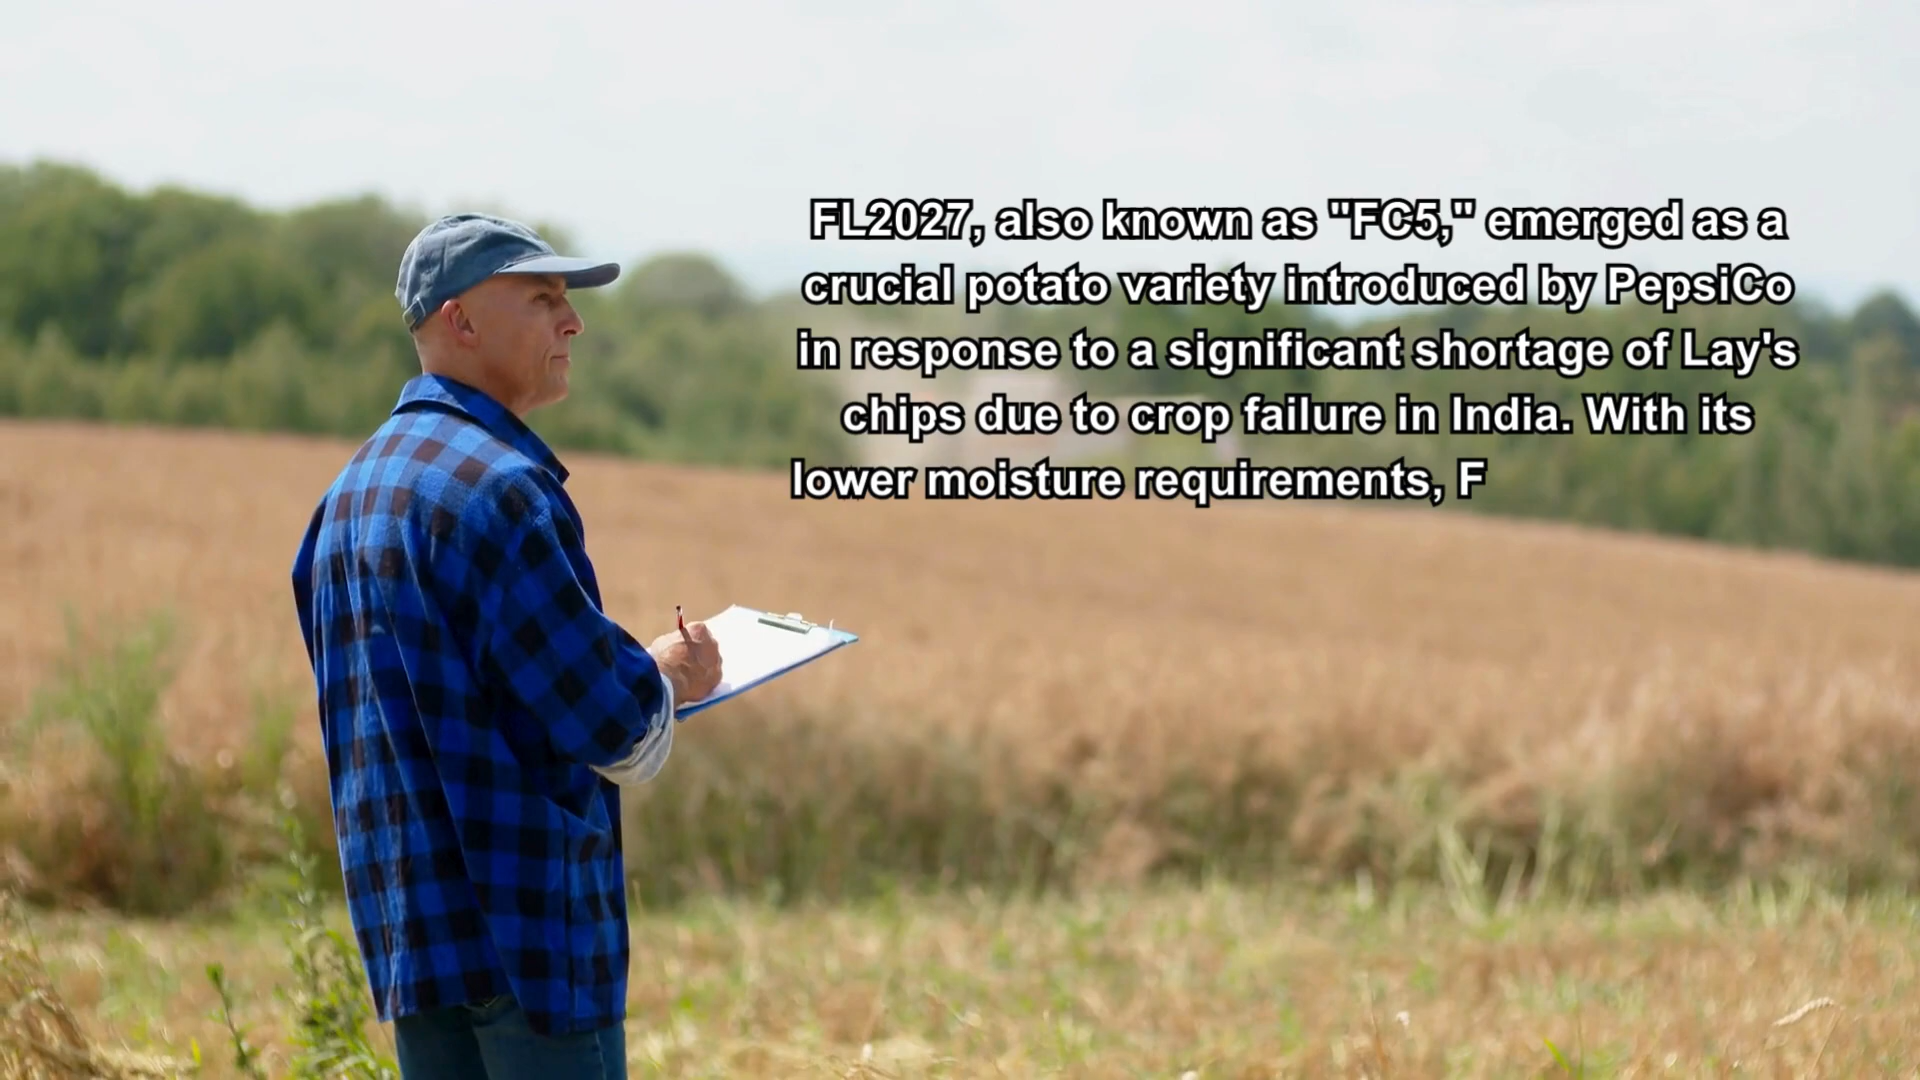 FL2027, also known as "FC5," emerged as a
crucial potato variety introduced by PepsiCo
in response to a significant shortage of Lay's
chips due to crop failure in India. With its
lower moisture requirements, F